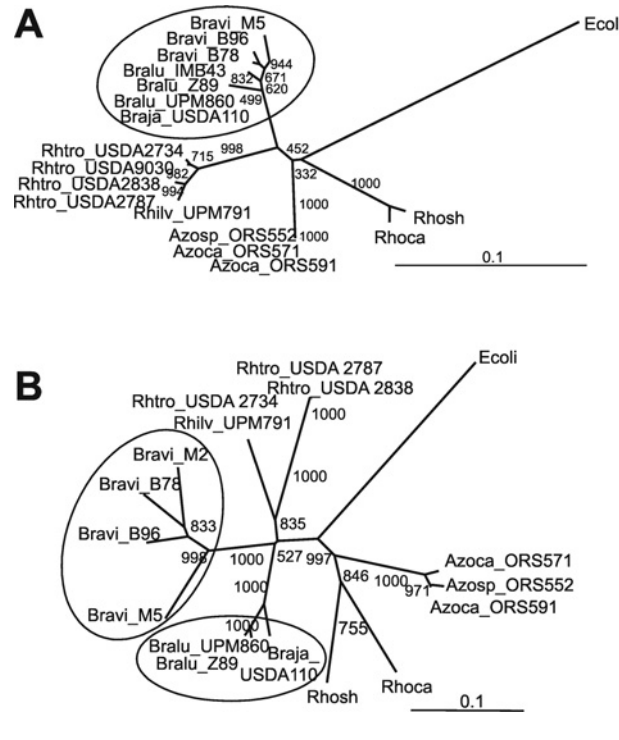 A
Bravi_M5
Ecol
Bravi_B96
Bravi_B78
944
Bralu_IMB43
832
671
Bralu_Z89
620
Bralu_UPM860
499
Braja_USDA110
Rhtro_USDA2734
715
998
452
Rhtro_USDA9030
982
332
Rhtro_USDA2838
994
1000
Rhtro_USDA2787
Rhilv_UPM791
1000
Rhosh
Azosp_ORS552
1000
Rhoca
Azoca_ORS571
Azoca_ORS591
0.1
B
Rhtro_USDA 2787
Ecoli
Rhtro_USDA 2838
Rhtro_USDA 2734
1000
Rhilv_UPM791
Bravi_M2
1000
Bravi_B78
833
835
Bravi_B96
998
1000
527
997
Azoca_ORS571
846
1000
971
Azosp_ORS552
1000
Azoca_ORS591
Bravi_M5
1000
755
Bralu_UPM860
Braja_
Bralu_Z89
USDA110
Rhosh
Rhoca
0.1